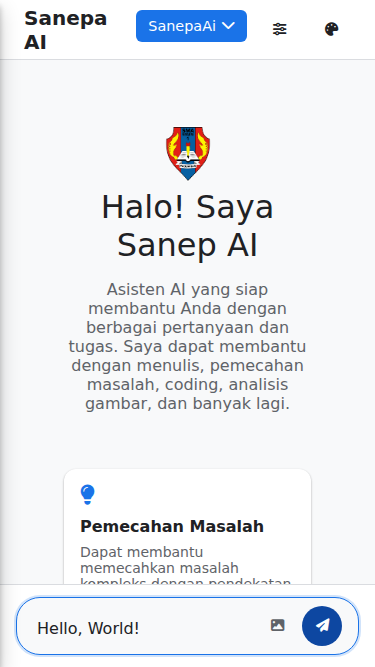 Sanepa
AI
SanepaAi
Halo! Saya
Sanep AI
Asisten AI yang siap
membantu Anda dengan
berbagai pertanyaan dan
tugas. Saya dapat membantu
dengan menulis, pemecahan
masalah, coding, analisis
gambar, dan banyak lagi.
Pemecahan Masalah
Dapat membantu
memecahkan masalah
kompleks dengan pendekatan
Hello, World!